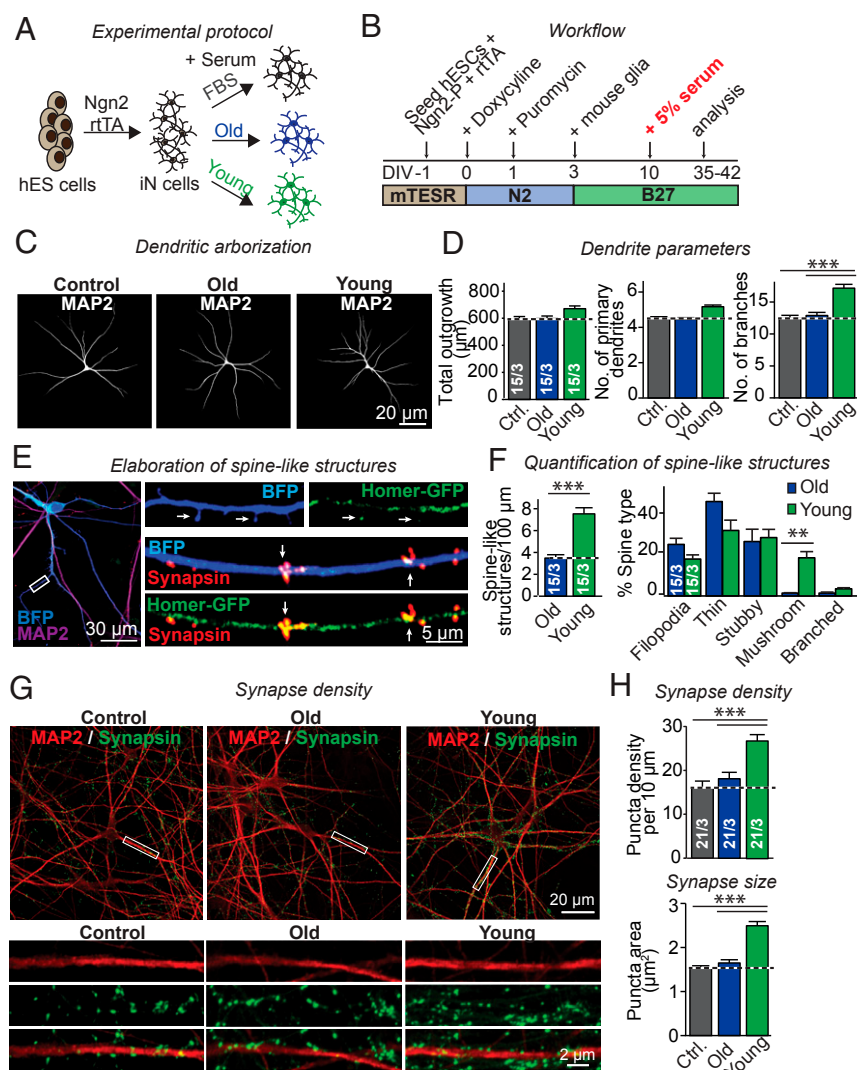 A
Experimental protocol
+ Serum
FBS
Ngn2
rtTA
Old
Young
hES cells
iN cells
B
Workflow
Seed hESCs +
Ngn2-P + rtTA
+ Doxycyline
+ Puromycin
+ mouse glia
+ 5% serum
analysis
DIV -1 0 1 3 10 35-42
mTESR N2 B27
C
Dendritic arborization
Control Old Young
MAP2 MAP2 MAP2
20 µm
D
Dendrite parameters
Total outgrowth
(µm)
800
600
400
200
0
15/3 15/3 15/3
Ctrl. Old Young
No. of primary
dendrites
6
4
2
0
Ctrl. Old Young
No. of branches
15
10
5
0
***
Ctrl. Old Young
E
Elaboration of spine-like structures
BFP
MAP2
30 µm
BFP
Homer-GFP
BFP
Synapsin
Homer-GFP
Synapsin
5 µm
F
Quantification of spine-like structures
Spine-like
structures/100 µm
10
8
6
4
2
0
***
15/3 15/3
Old Young
% Spine type
40
20
0
Old
Young
**
15/3 15/3
Filopodia Thin Stubby Mushroom Branched
G
Synapse density
Control Old Young
MAP2 / Synapsin MAP2 / Synapsin MAP2 / Synapsin
20 µm
Control Old Young
2 µm
H
Synapse density
Puncta density
per 10 µm
30
20
10
0
***
21/3 21/3 21/3
Synapse size
Puncta area
(µm²)
3
2
1
0
***
Ctrl. Old Young